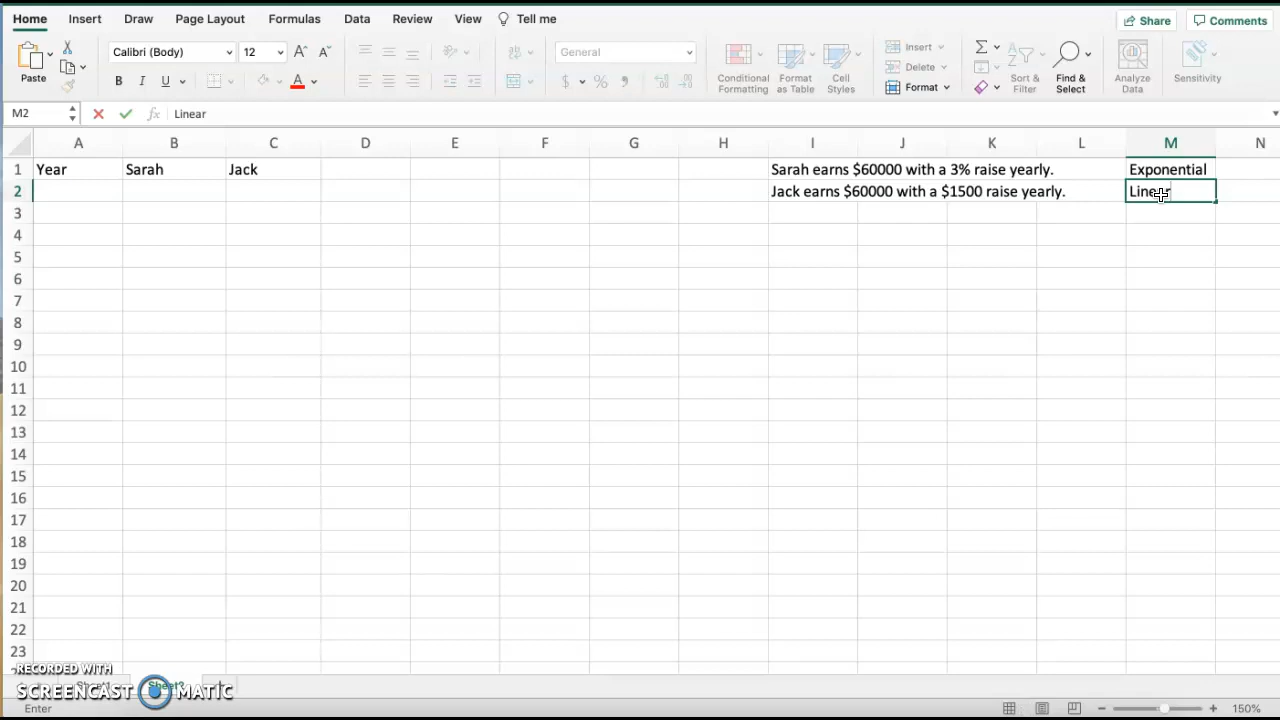 Home Insert Draw Page Layout Formulas Data Review View Tell me Share Comments
Paste Calibri (Body) 12 A A General Insert Σ
B I U A $ % Delete
Conditional Formatting Format as Table Cell Styles Format Sort & Filter Find & Select Analyze Data Sensitivity
M2 fx Linear
A B C D E F G H I J K L M N
1 Year Sarah Jack Sarah earns $60000 with a 3% raise yearly. Exponential
2 Jack earns $60000 with a $1500 raise yearly. Linear
3
4
5
6
7
8
9
10
11
12
13
14
15
16
17
18
19
20
21
22
23
RECORDED WITH
SCREENCAST MATIC
Enter 150%